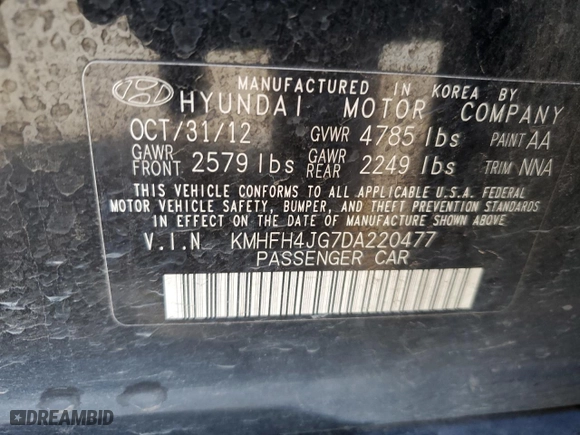 MANUFACTURED IN KOREA BY
HYUNDAI MOTOR COMPANY
OCT/31/12 GVWR 4785 lbs PAINT AA
GAWR FRONT 2579 lbs GAWR REAR 2249 lbs TRIM NNA
THIS VEHICLE CONFORMS TO ALL APPLICABLE U.S.A. FEDERAL
MOTOR VEHICLE SAFETY, BUMPER, AND THEFT PREVENTION STANDARDS
IN EFFECT ON THE DATE OF MANUFACTURE SHOWN ABOVE
V.I.N KMHFH4JG7DA220477
PASSENGER CAR
DREAMBID